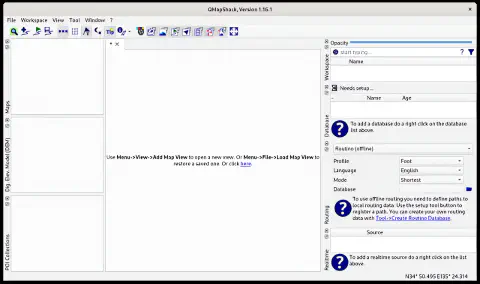 QMapShack, Version 1.15.1
File Workspace View Tool Window ?
Maps
Dig. Elev. Model (DEM)
POI Collections
Use Menu->View->Add Map View to open a new view. Or Menu->File->Load Map View to
restore a saved one. Or click here.
Opacity
start typing...
Name
Workspace
Needs setup...
- Name Age
To add a database do a right click on the database
list above.
Database
Routino (offline)
Profile Foot
Language English
Mode Shortest
Database -
To use offline routing you need to define paths to
local routing data. Use the setup tool button to
register a path. You can create your own routing
data with Tool->Create Routino Database.
Routing
Source
To add a realtime source do a right click on the list
above.
Realtime
N34° 50.495 E135° 24.314